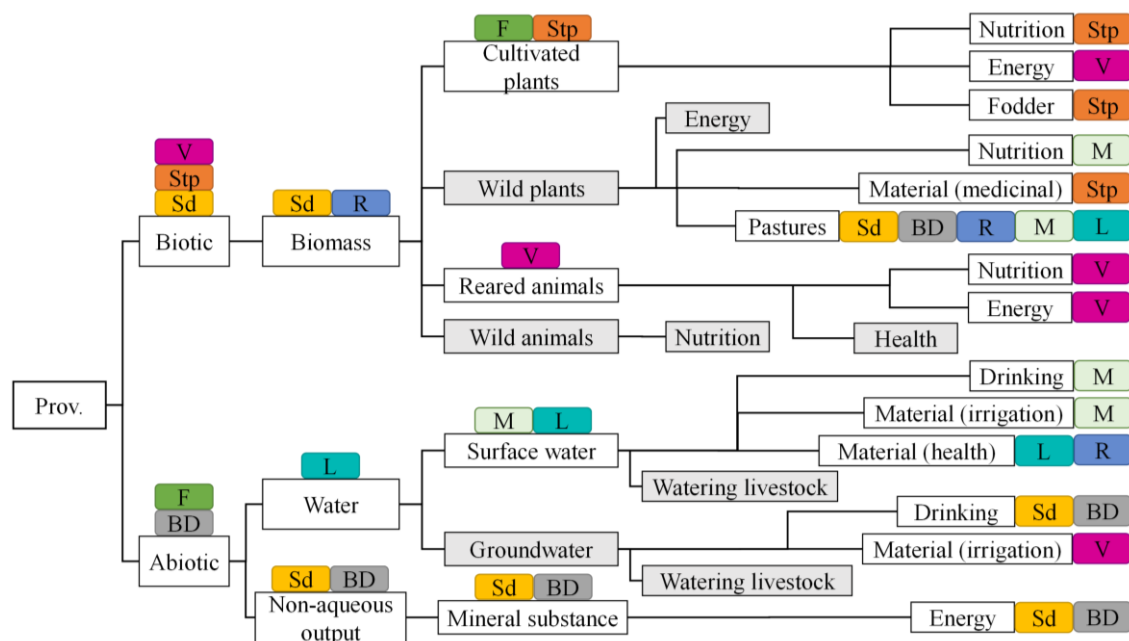 F Stp
Cultivated
plants
Nutrition Stp
Energy V
Fodder Stp
Energy
V
Stp
Sd
Biotic
Sd R
Biomass
Wild plants
Nutrition M
Material (medicinal) Stp
Pastures Sd BD R M L
V
Reared animals
Nutrition V
Energy V
Health
Wild animals
Nutrition
Prov.
M L
Surface water
Drinking M
Material (irrigation) M
Material (health) L R
Watering livestock
L
Water
F
BD
Abiotic
Groundwater
Drinking Sd BD
Material (irrigation) V
Watering livestock
Sd BD
Non-aqueous
output
Sd BD
Mineral substance
Energy Sd BD